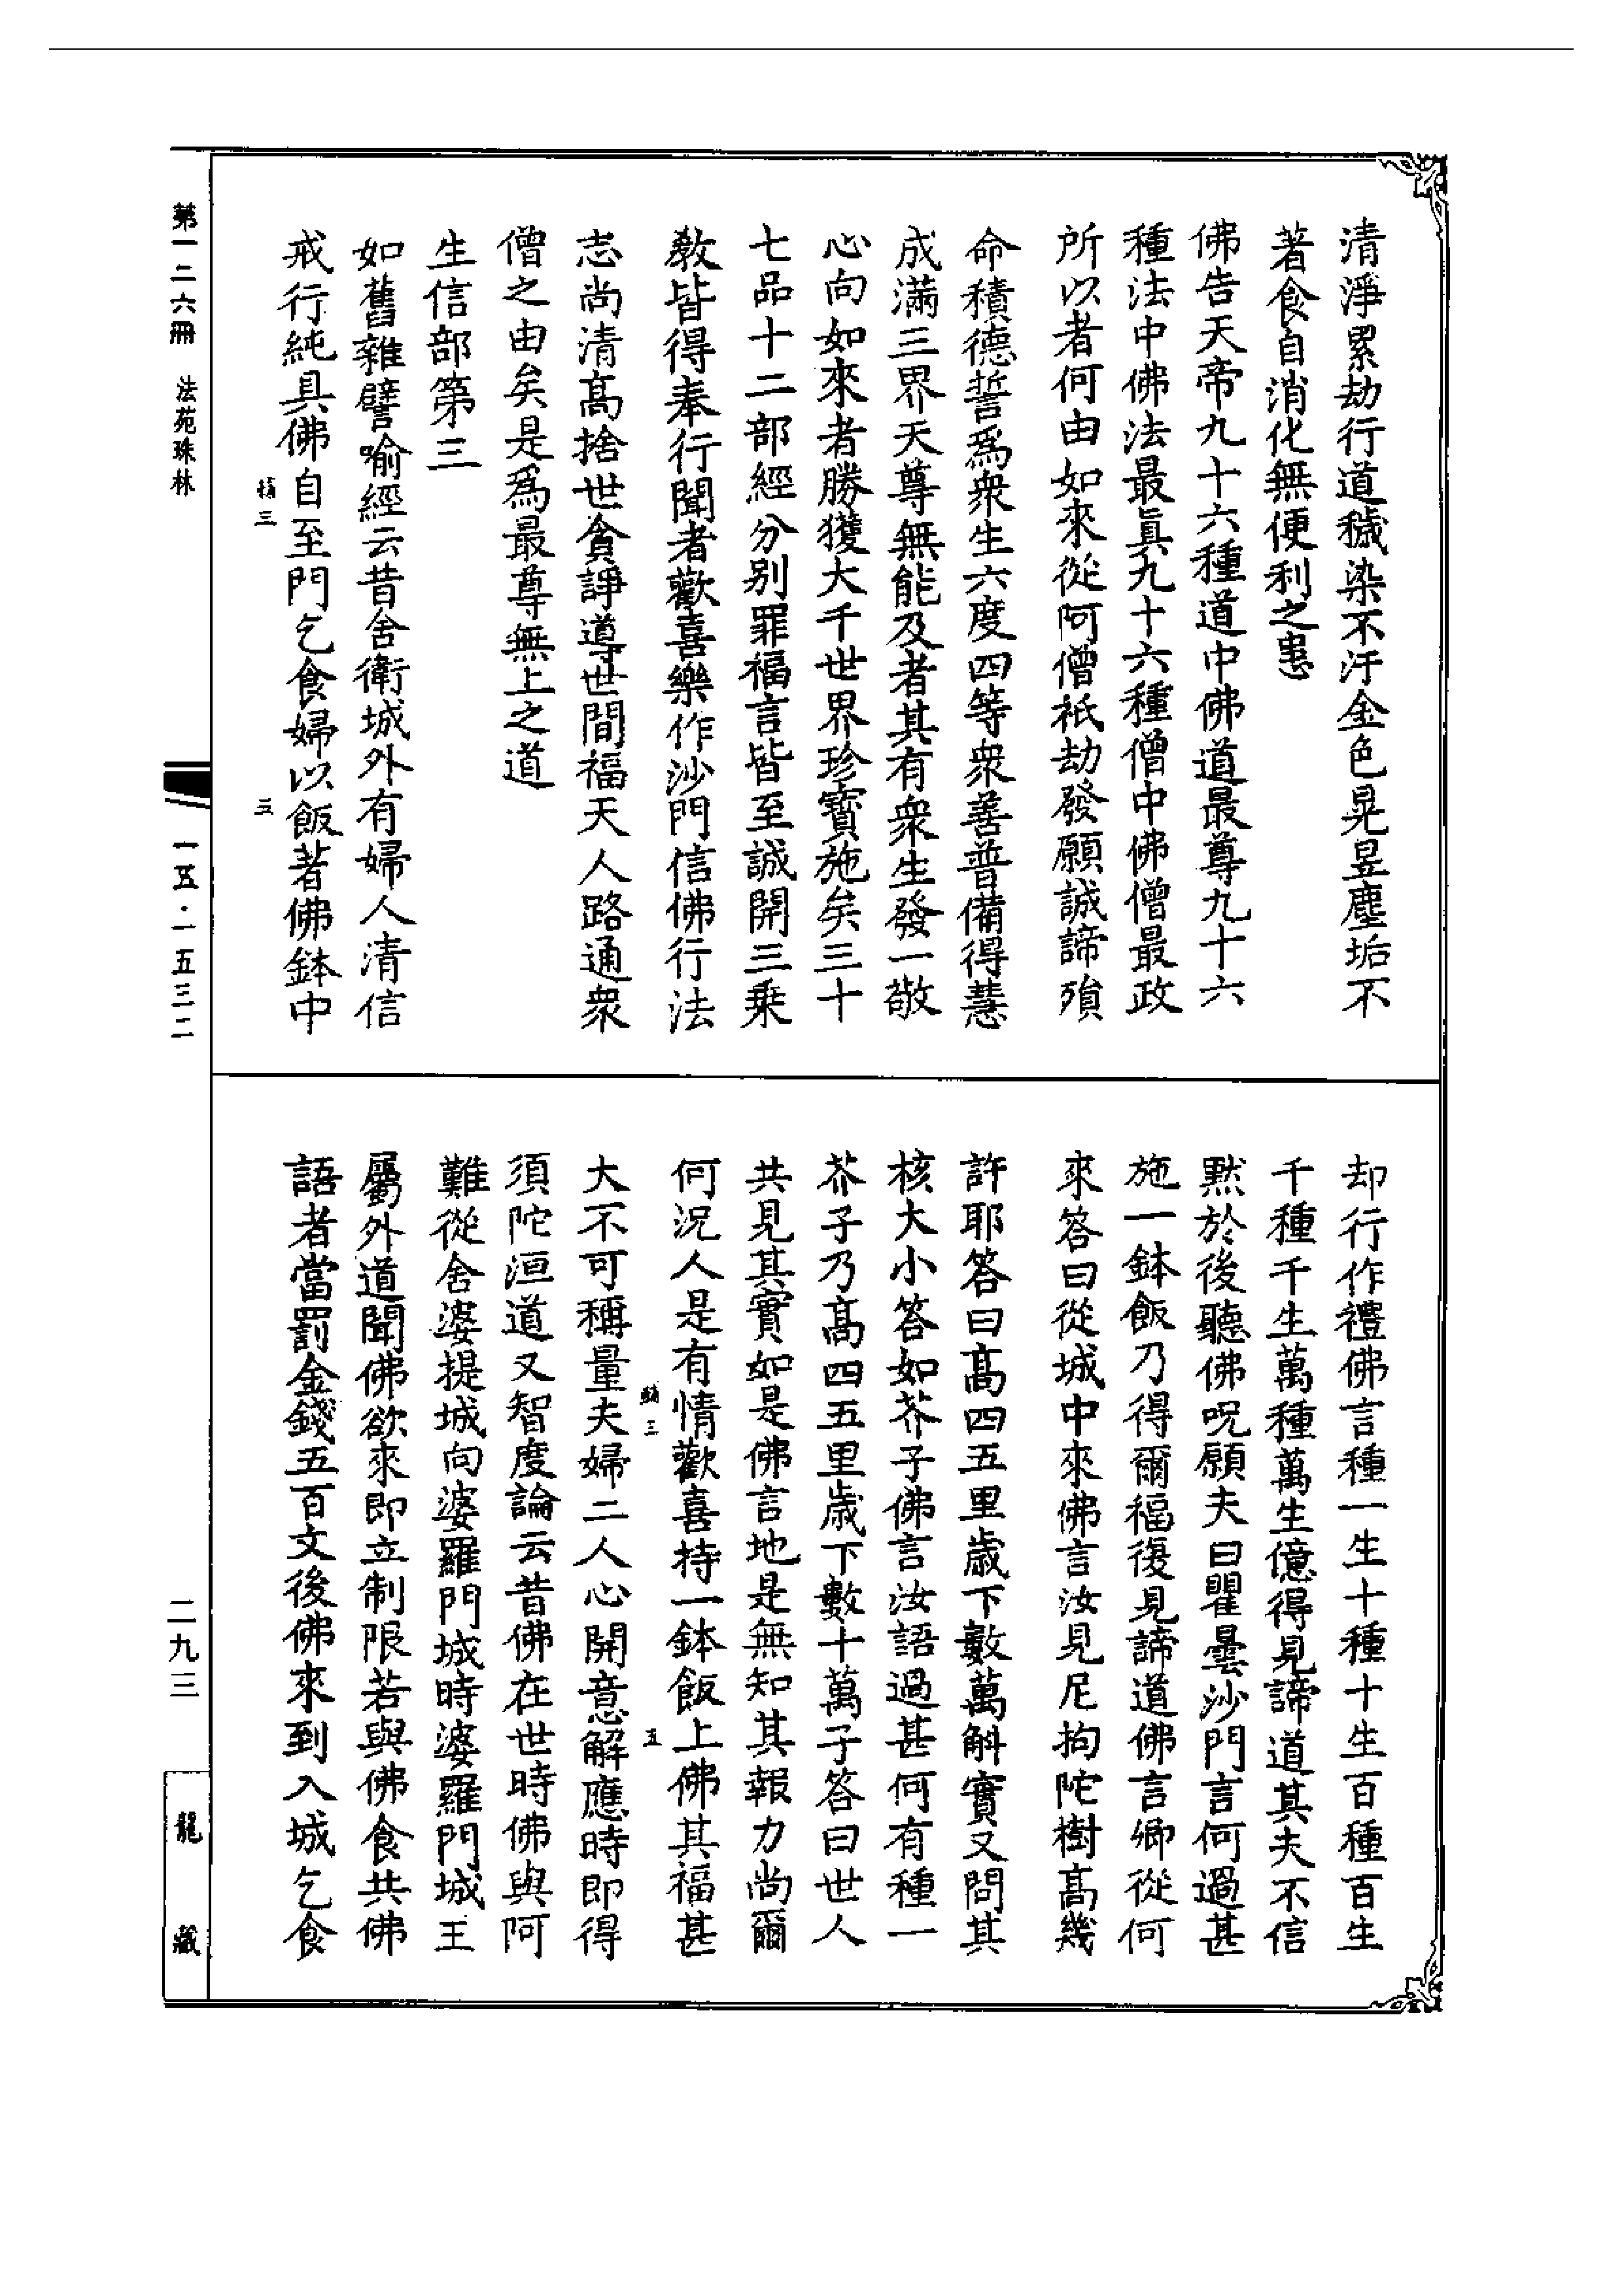 清淨累劫行道穢染不汙金色晃昱塵垢不
著食自消化無便利之患
佛告天帝九十六種道中佛道最尊九十六
種法中佛法最眞九十六種僧中佛僧最政
所以者何由如來從阿僧祇劫發願誠諦殞
命積德誓爲衆生六度四等衆善普備得慧
成滿三界天尊無能及者其有衆生發一敬
心向如來者勝獲大千世界珍寶施矣三十
七品十二部經分別罪福言皆至誠開三乘
敎皆得奉行聞者歡喜樂作沙門信佛行法
志尚清高捨世貪諍導世間福天人路通衆
僧之由矣是爲最尊無上之道
生信部第三
如舊雜譬喻經云昔舍衛城外有婦人清信
戒行純具佛自至門乞食婦以飯著佛鉢中
三
却行作禮佛言種一生十種十生百種百生
千種千生萬種萬生億得見諦道其夫不信
默於後聽佛呪願夫曰瞿曇沙門言何過甚
施一鉢飯乃得爾福復見諦道佛言卿從何
來答曰從城中來佛言汝見尼拘陀樹高幾
許耶答曰高四五里歲下數萬斛實又問其
核大小答如芥子佛言汝語過甚何有種一
芥子乃高四五里歲下數十萬子答曰世人
共見其實如是佛言地是無知其報力尚爾
何況人是有情歡喜持一鉢飯上佛其福甚
五
大不可稱量夫婦二人心開意解應時即得
須陀洹道又智度論云昔佛在世時佛與阿
難從舍婆提城向婆羅門城時婆羅門城王
屬外道聞佛欲來即立制限若與佛食共佛
語者當罰金錢五百文後佛來到入城乞食
第一二六冊 法苑珠林
一五·一五三二
二九三
龍藏